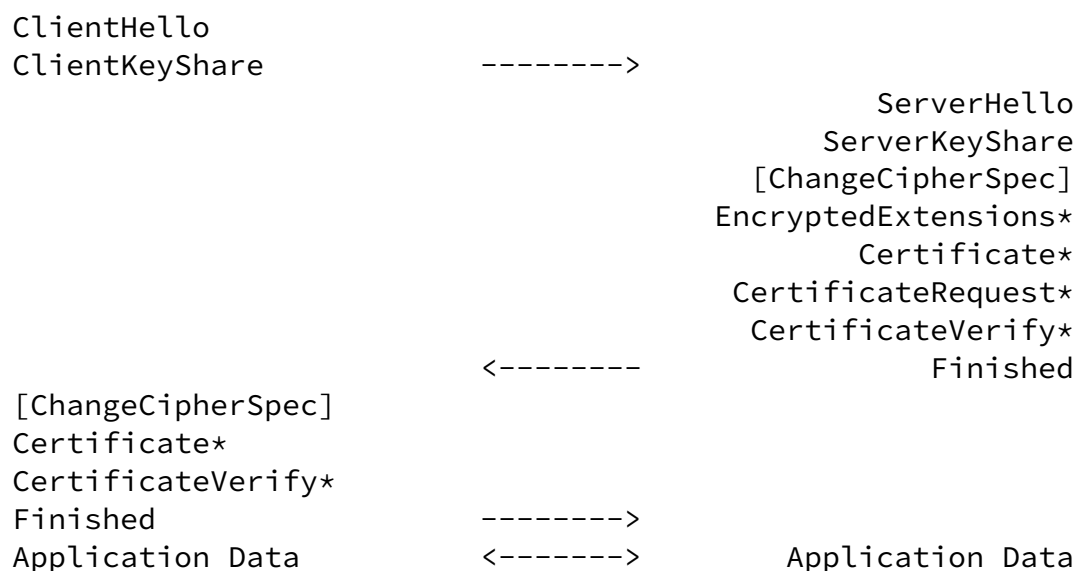 ClientHello
ClientKeyShare -------->
ServerHello
ServerKeyShare
[ChangeCipherSpec]
EncryptedExtensions*
Certificate*
CertificateRequest*
CertificateVerify*
<-------- Finished
[ChangeCipherSpec]
Certificate*
CertificateVerify*
Finished -------->
Application Data <-------> Application Data